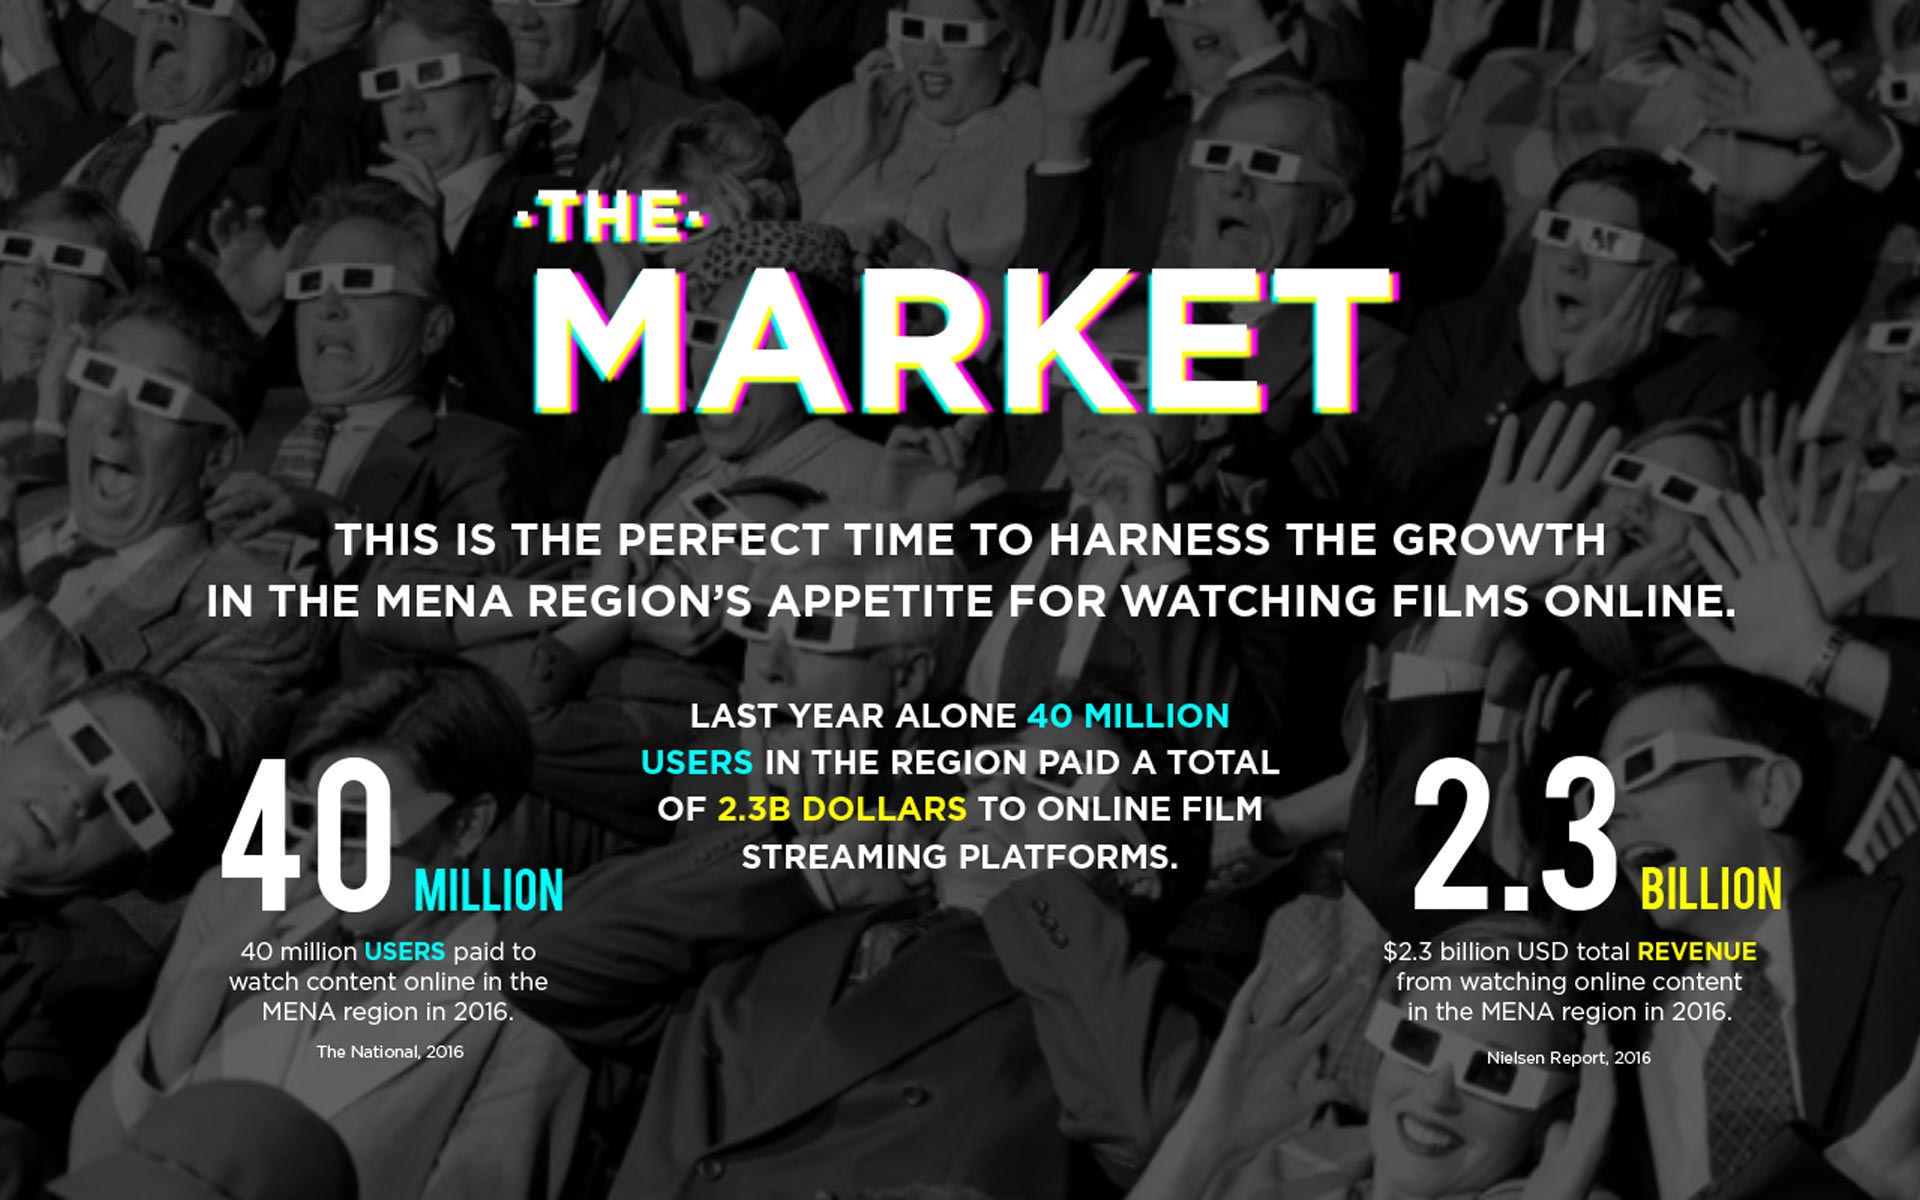 ·THE·
MARKET
THIS IS THE PERFECT TIME TO HARNESS THE GROWTH
IN THE MENA REGION’S APPETITE FOR WATCHING FILMS ONLINE.
LAST YEAR ALONE 40 MILLION
USERS IN THE REGION PAID A TOTAL
OF 2.3B DOLLARS TO ONLINE FILM
STREAMING PLATFORMS.
40 MILLION
40 million USERS paid to
watch content online in the
MENA region in 2016.
The National, 2016
2.3 BILLION
$2.3 billion USD total REVENUE
from watching online content
in the MENA region in 2016.
Nielsen Report, 2016